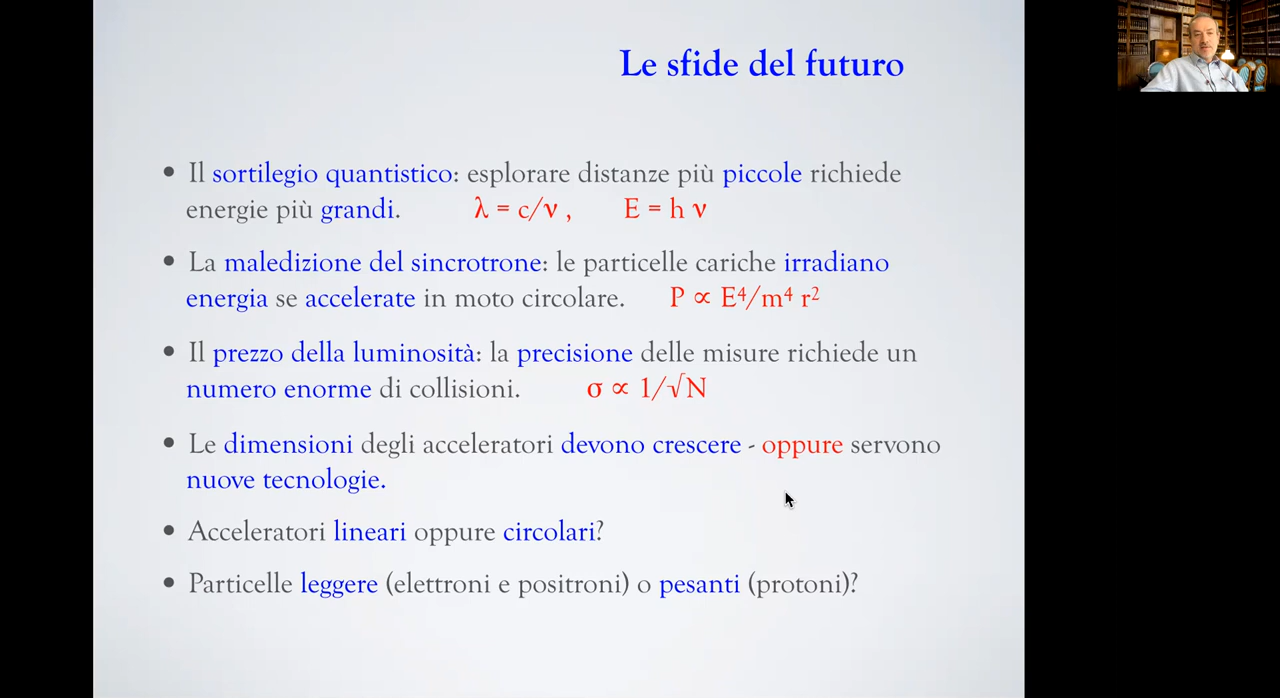 Le sfide del futuro
• Il sortilegio quantistico: esplorare distanze più piccole richiede
energie più grandi. λ = c/ν , E = h ν
• La maledizione del sincrotrone: le particelle cariche irradiano
energia se accelerate in moto circolare. P ∝ E⁴/m⁴ r²
• Il prezzo della luminosità: la precisione delle misure richiede un
numero enorme di collisioni. σ ∝ 1/√N
• Le dimensioni degli acceleratori devono crescere - oppure servono
nuove tecnologie.
• Acceleratori lineari oppure circolari?
• Particelle leggere (elettroni e positroni) o pesanti (protoni)?